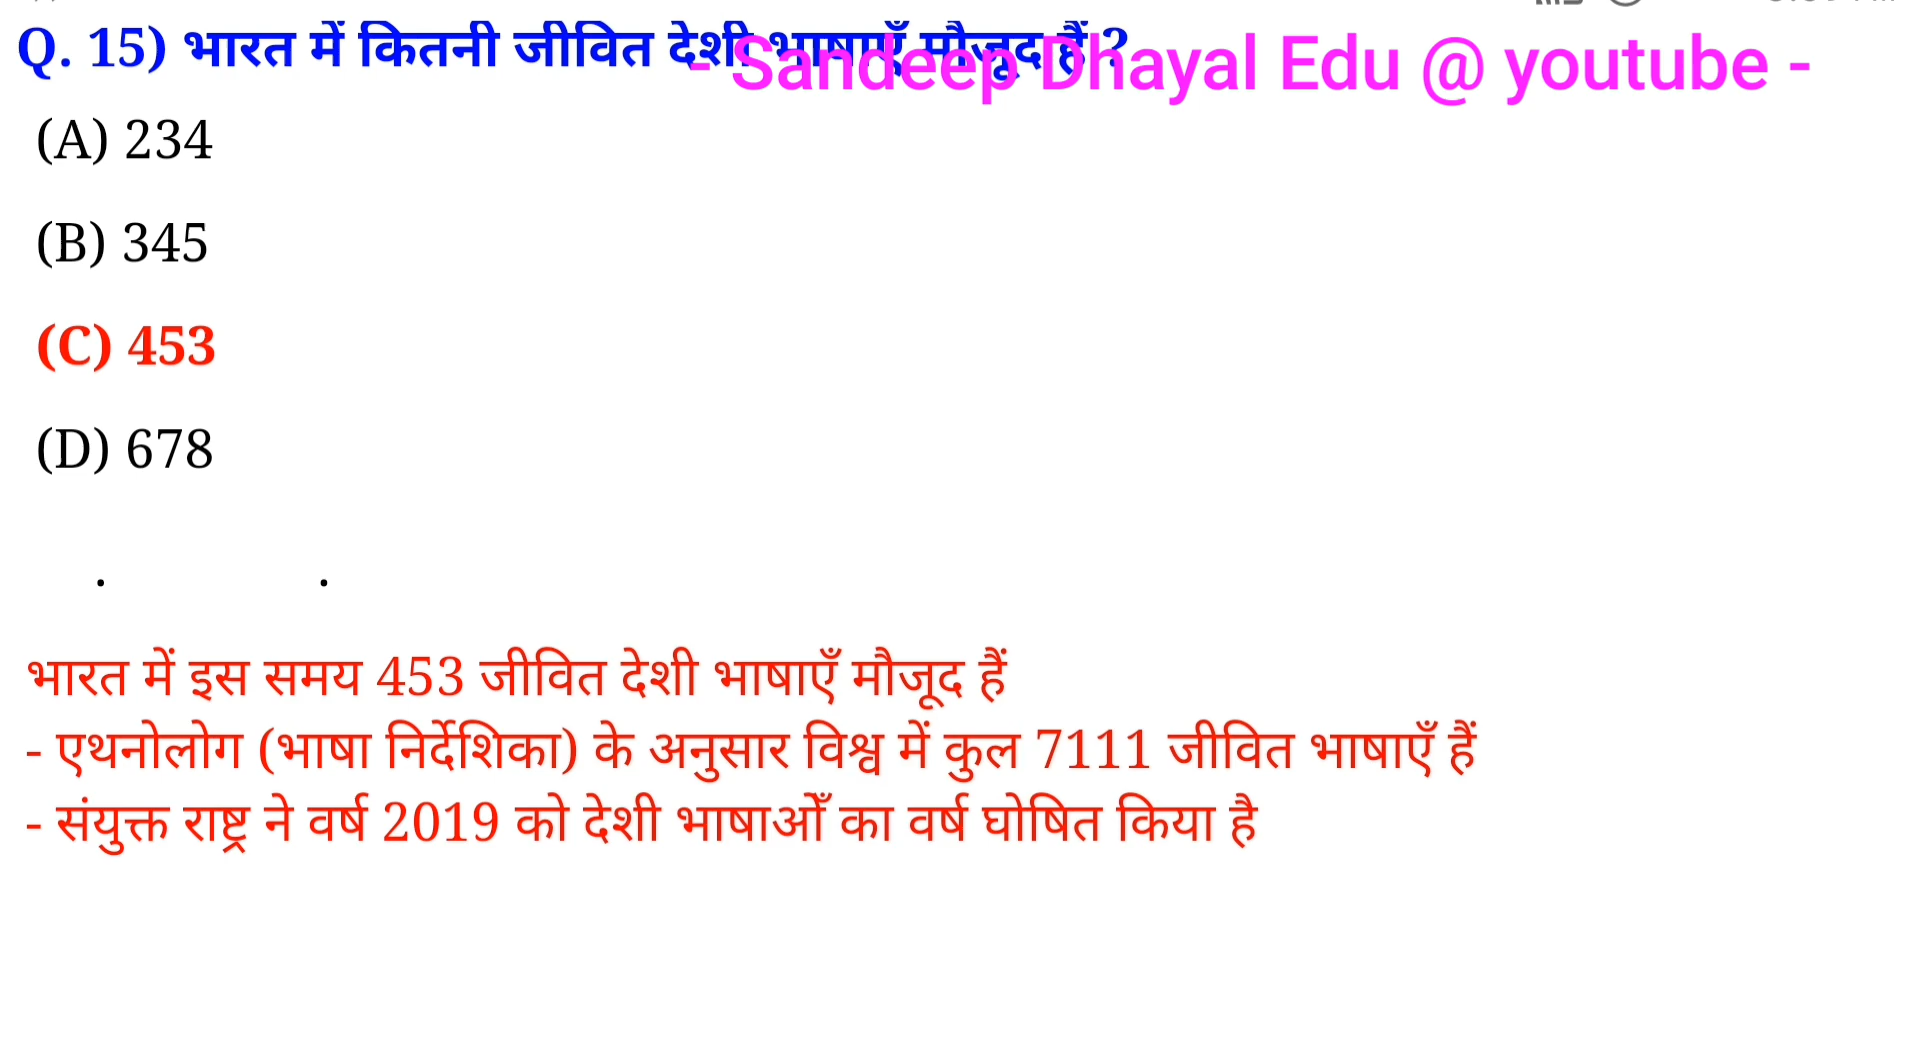 Q. 15) भारत में कितनी जीवित देशी भाषाएँ मौजूद हैं ?
- Sandeep Dhayal Edu @ youtube -
(A) 234
(B) 345
(C) 453
(D) 678
. .
भारत में इस समय 453 जीवित देशी भाषाएँ मौजूद हैं
- एथनोलोग (भाषा निर्देशिका) के अनुसार विश्व में कुल 7111 जीवित भाषाएँ हैं
- संयुक्त राष्ट्र ने वर्ष 2019 को देशी भाषाओँ का वर्ष घोषित किया है